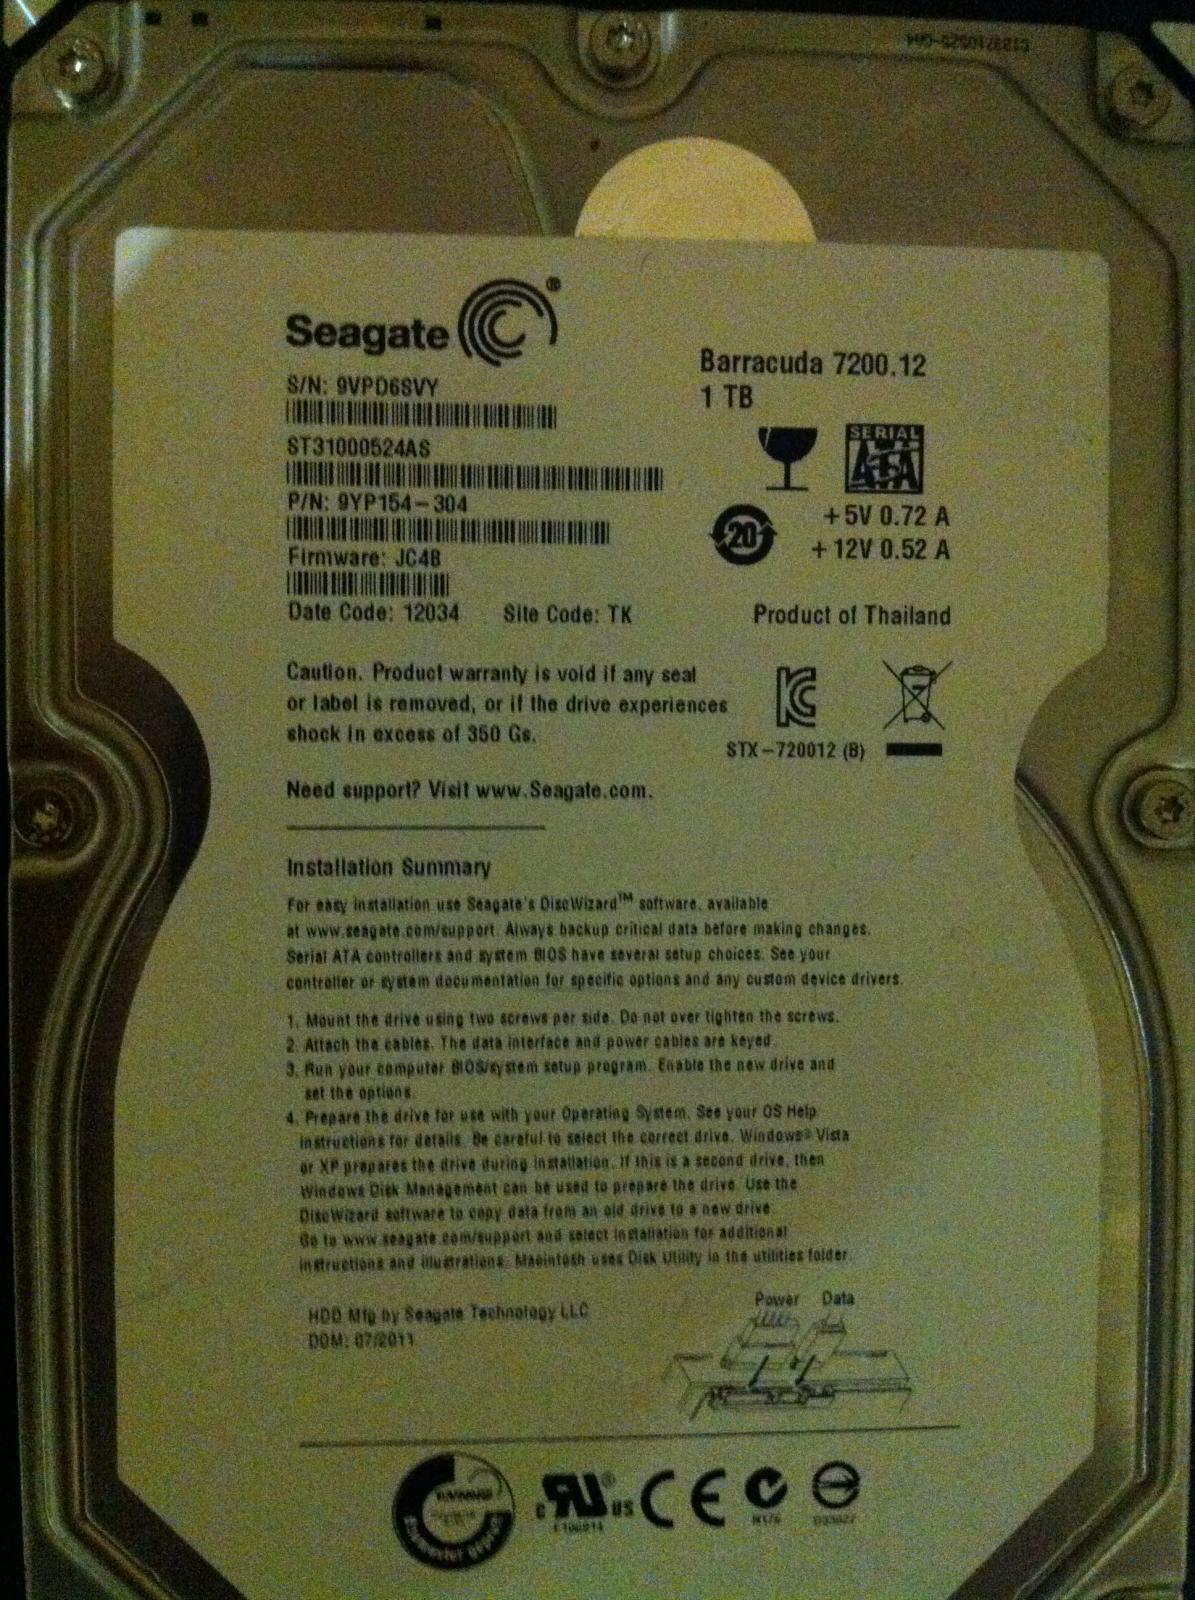 Seagate®
S/N: 9VPD6SVY
ST31000524AS
P/N: 9YP154-304
Firmware: JC4B
Date Code: 12034 Site Code: TK
Barracuda 7200.12
1 TB
SERIAL
ATA
20
+5V 0.72 A
+12V 0.52 A
Product of Thailand
Caution. Product warranty is void if any seal
or label is removed, or if the drive experiences
shock in excess of 350 Gs.
STX-720012 (B)
Need support? Visit www.Seagate.com.
Installation Summary
For easy installation use Seagate's DiscWizard™ software, available
at www.seagate.com/support. Always backup critical data before making changes.
Serial ATA controllers and system BIOS have several setup choices. See your
controller or system documentation for specific options and any custom device drivers.
1. Mount the drive using two screws per side. Do not over tighten the screws.
2. Attach the cables. The data interface and power cables are keyed.
3. Run your computer BIOS/system setup program. Enable the new drive and
set the options.
4. Prepare the drive for use with your Operating System. See your OS Help
instructions for details. Be careful to select the correct drive. Windows® Vista
or XP prepares the drive during installation. If this is a second drive, then
Windows Disk Management can be used to prepare the drive. Use the
DiscWizard software to copy data from an old drive to a new drive.
Go to www.seagate.com/support and select installation for additional
instructions and illustrations. Macintosh uses Disk Utility in the utilities folder.
HDD Mfg by Seagate Technology LLC
DOM: 07/2011
Power Data
c RU® US CE
N176